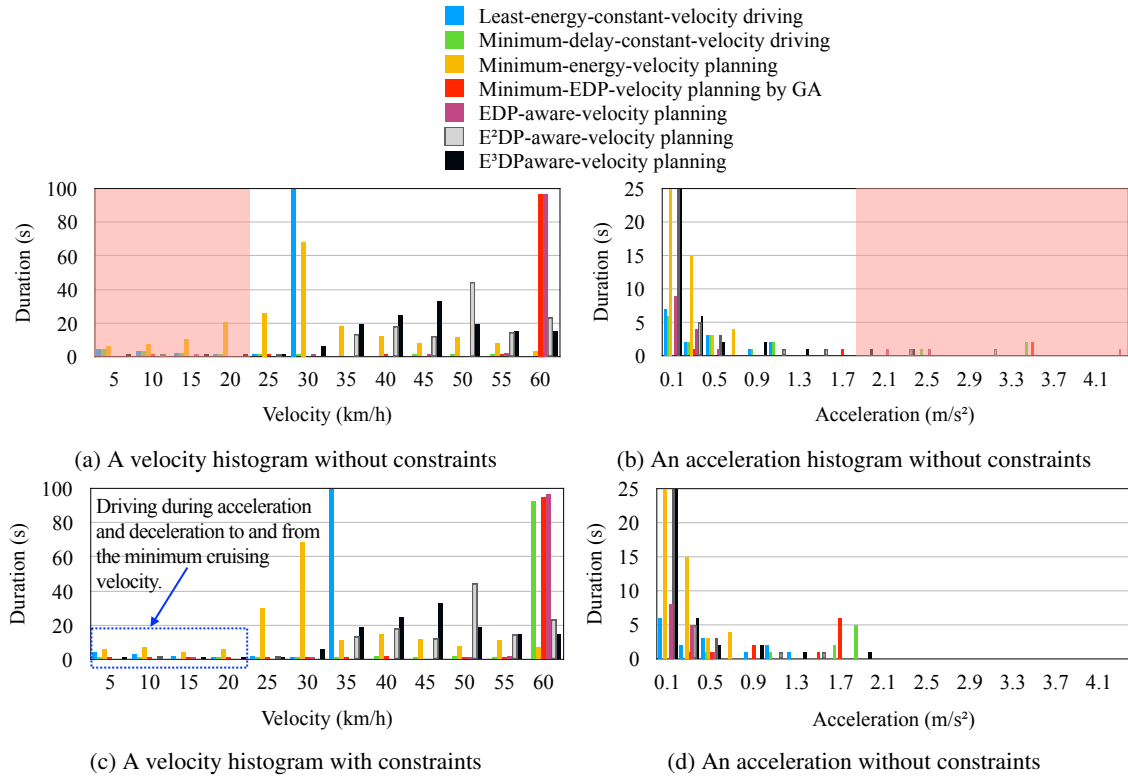 Least-energy-constant-velocity driving
Minimum-delay-constant-velocity driving
Minimum-energy-velocity planning
Minimum-EDP-velocity planning by GA
EDP-aware-velocity planning
E²DP-aware-velocity planning
E³DPaware-velocity planning
Duration (s)
100
80
60
40
20
0
5 10 15 20 25 30 35 40 45 50 55 60
Velocity (km/h)
(a) A velocity histogram without constraints
Duration (s)
25
20
15
10
5
0
0.1 0.5 0.9 1.3 1.7 2.1 2.5 2.9 3.3 3.7 4.1
Acceleration (m/s²)
(b) An acceleration histogram without constraints
Duration (s)
100
80
60
40
20
0
Driving during acceleration
and deceleration to and from
the minimum cruising
velocity.
5 10 15 20 25 30 35 40 45 50 55 60
Velocity (km/h)
(c) A velocity histogram with constraints
Duration (s)
25
20
15
10
5
0
0.1 0.5 0.9 1.3 1.7 2.1 2.5 2.9 3.3 3.7 4.1
Acceleration (m/s²)
(d) An acceleration without constraints